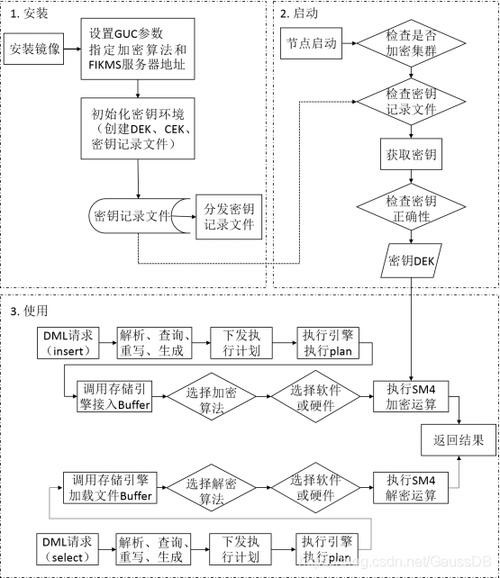 1. 安装
安装镜像
设置GUC参数
指定加密算法和
FIKMS服务器地址
初始化密钥环境
（创建DEK、CEK、
密钥记录文件）
密钥记录文件
分发密钥
记录文件
2. 启动
节点启动
检查是否
加密集群
检查密钥
记录文件
获取密钥
检查密钥
正确性
密钥DEK
3. 使用
DML请求
（insert）
解析、查询、
重写、生成
下发执
行计划
执行引擎
执行plan
调用存储引
擎接入Buffer
选择加密
算法
选择软件
或硬件
执行SM4
加密运算
返回结果
调用存储引擎
加载文件Buffer
选择解密
算法
选择软件
或硬件
执行SM4
解密运算
DML请求
（select）
解析、查询、
重写、生成
下发执
行计划
执行引擎
执行plan
csdn.net/GaussDB